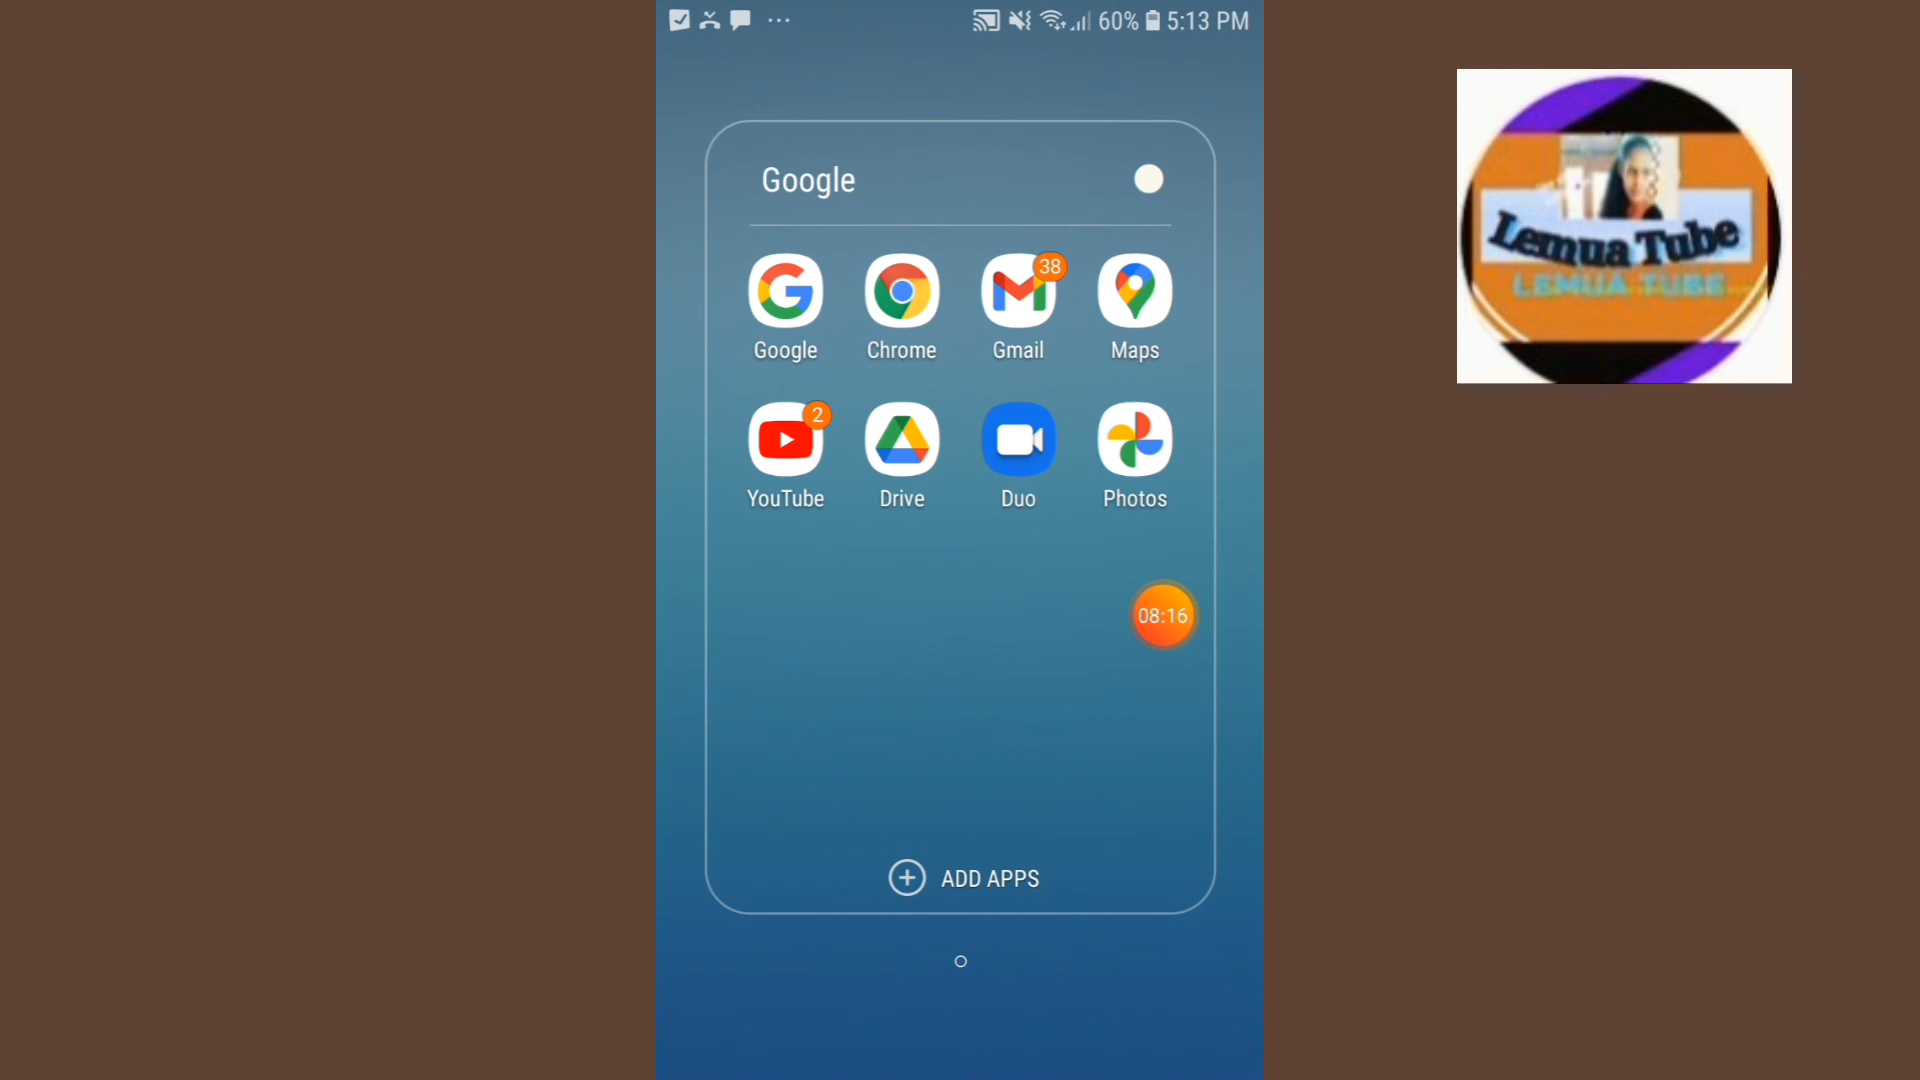 60% 5:13 PM
Google
38
Google Chrome Gmail Maps
2
YouTube Drive Duo Photos
08:16
ADD APPS
Lemua Tube
LEMUA TUBE